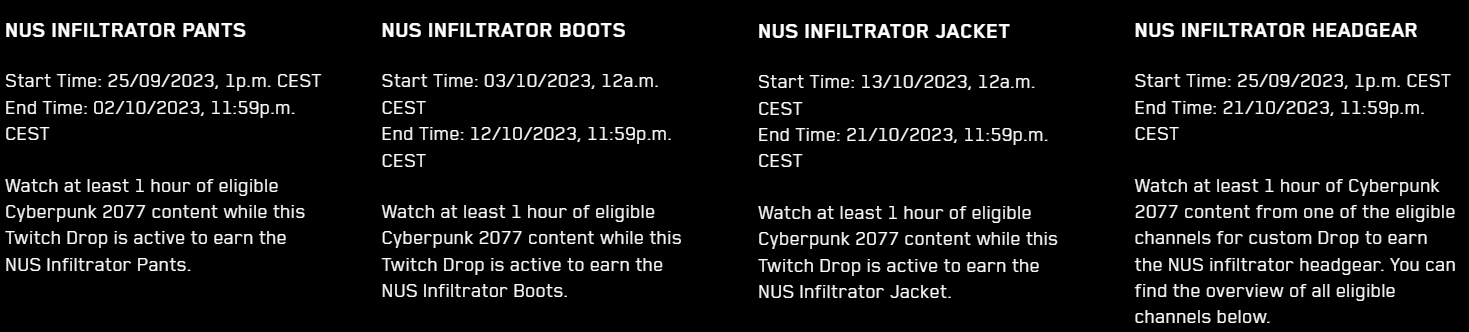 NUS INFILTRATOR PANTS
Start Time: 25/09/2023, 1p.m. CEST
End Time: 02/10/2023, 11:59p.m.
CEST
Watch at least 1 hour of eligible
Cyberpunk 2077 content while this
Twitch Drop is active to earn the
NUS Infiltrator Pants.
NUS INFILTRATOR BOOTS
Start Time: 03/10/2023, 12a.m.
CEST
End Time: 12/10/2023, 11:59p.m.
CEST
Watch at least 1 hour of eligible
Cyberpunk 2077 content while this
Twitch Drop is active to earn the
NUS Infiltrator Boots.
NUS INFILTRATOR JACKET
Start Time: 13/10/2023, 12a.m.
CEST
End Time: 21/10/2023, 11:59p.m.
CEST
Watch at least 1 hour of eligible
Cyberpunk 2077 content while this
Twitch Drop is active to earn the
NUS Infiltrator Jacket.
NUS INFILTRATOR HEADGEAR
Start Time: 25/09/2023, 1p.m. CEST
End Time: 21/10/2023, 11:59p.m.
CEST
Watch at least 1 hour of Cyberpunk
2077 content from one of the eligible
channels for custom Drop to earn
the NUS infiltrator headgear. You can
find the overview of all eligible
channels below.